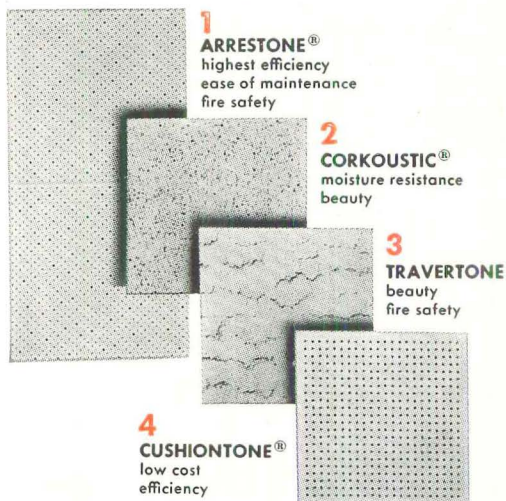 1
ARRESTONE®
highest efficiency
ease of maintenance
fire safety
2
CORKOUSTIC®
moisture resistance
beauty
3
TRAVERTONE
beauty
fire safety
4
CUSHIONTONE®
low cost
efficiency